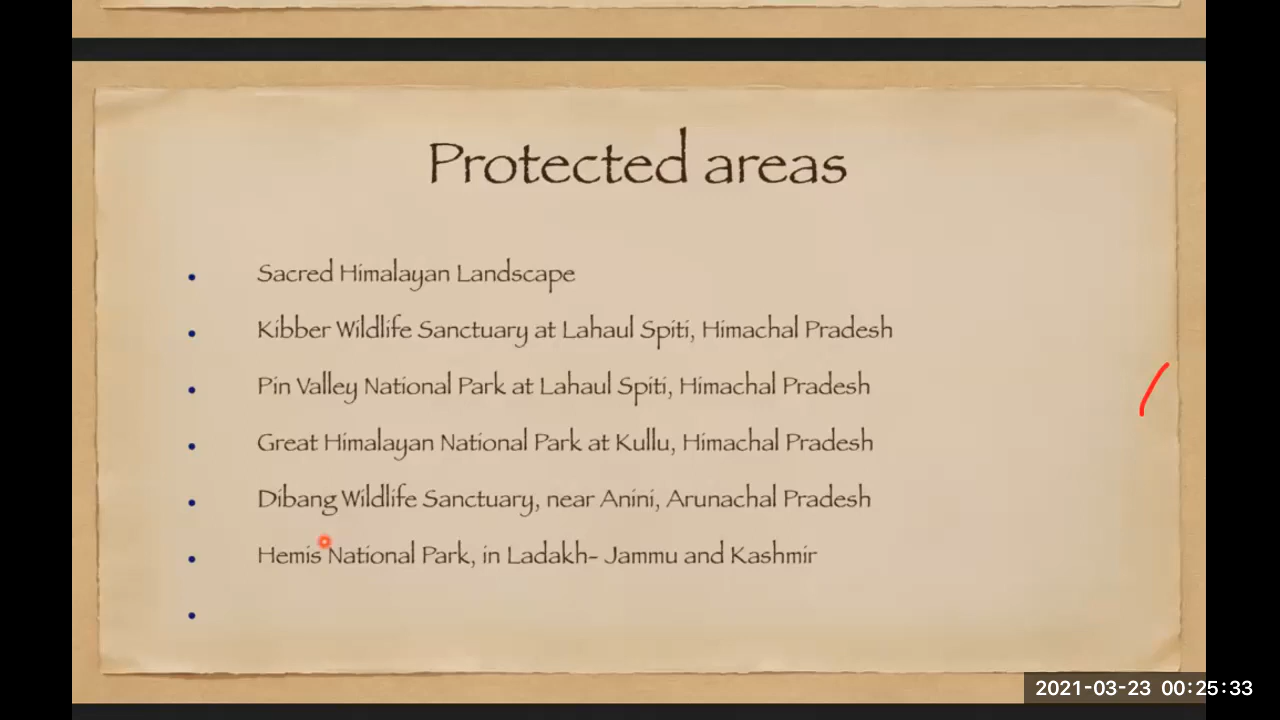 Protected areas
• Sacred Himalayan Landscape
• Kibber Wildlife Sanctuary at Lahaul Spiti, Himachal Pradesh
• Pin Valley National Park at Lahaul Spiti, Himachal Pradesh
• Great Himalayan National Park at Kullu, Himachal Pradesh
• Dibang Wildlife Sanctuary, near Anini, Arunachal Pradesh
• Hemis National Park, in Ladakh- Jammu and Kashmir
•
2021-03-23 00:25:33